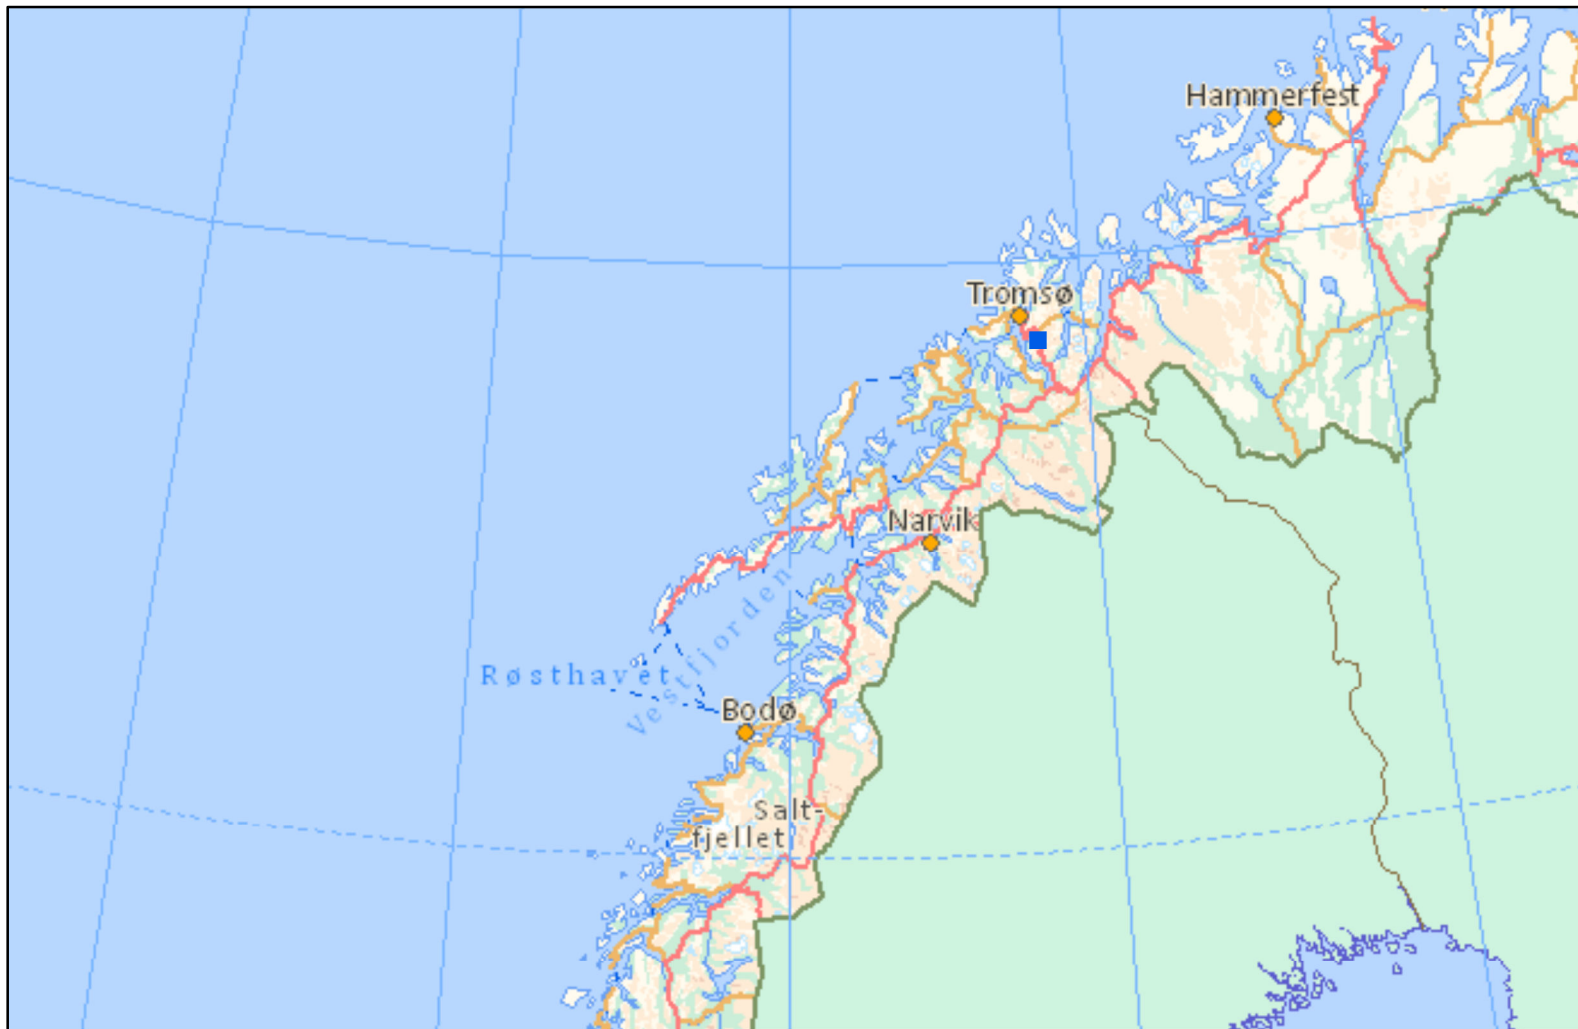 Hammerfest
Tromsø
Narvik
Vestfjorden
Røsthavet
Bodø
Salt-
fjellet